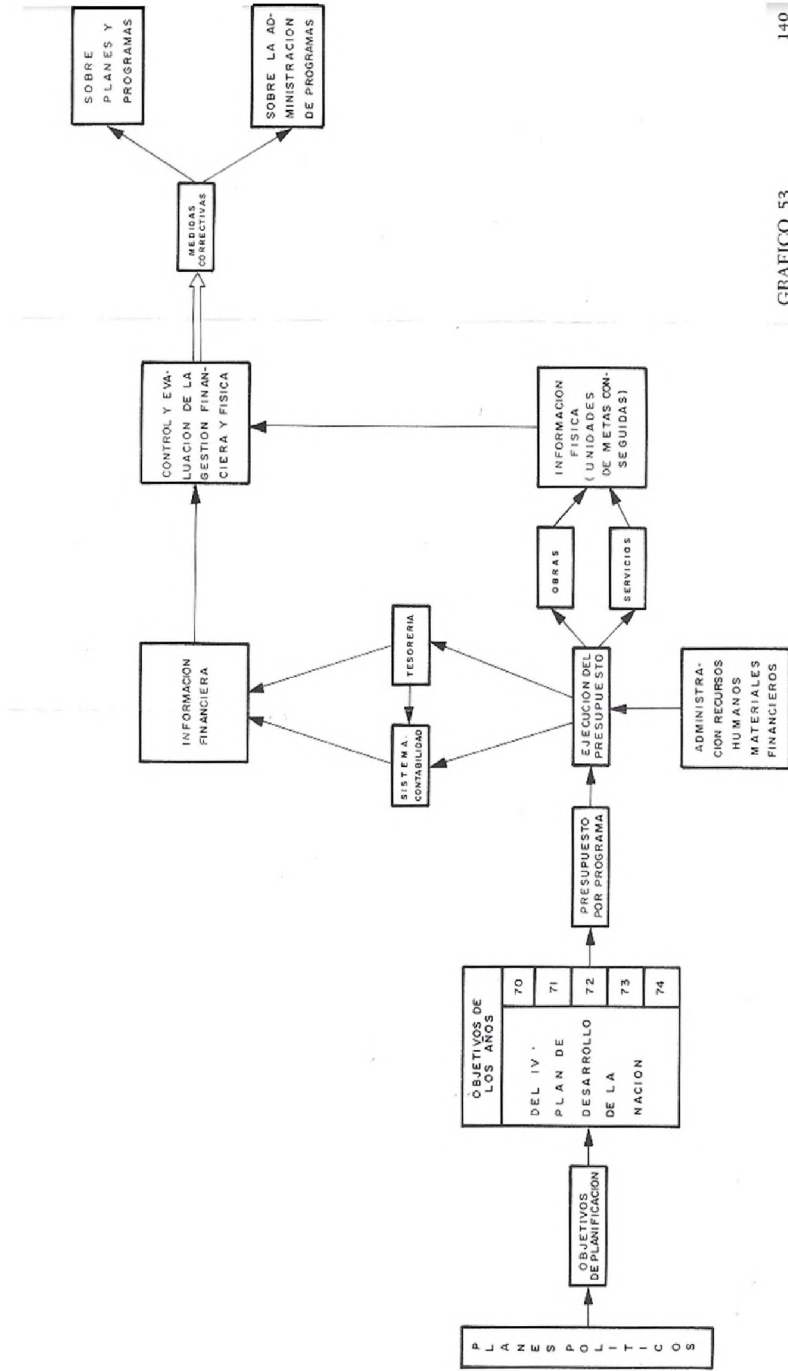 PLANES POLITICOS
OBJETIVOS
DE PLANIFICACION
OBJETIVOS DE
LOS AÑOS
DEL IV.
PLAN DE
DESARROLLO
DE LA
NACION
70
71
72
73
74
PRESUPUESTO
POR PROGRAMA
EJECUCION DEL
PRESUPUESTO
ADMINISTRA-
CION RECURSOS
HUMANOS
MATERIALES
FINANCIEROS
SISTEMA.
CONTABILIDAD
TESORERIA
INFORMACION
FINANCIERA
OBRAS
SERVICIOS
INFORMACION
FISICA
(UNIDADES
DE METAS CON-
SEGUIDAS)
CONTROL Y EVA-
LUACION DE LA
GESTION FINAN-
CIERA Y FISICA
MEDIDAS
CORRECTIVAS
SOBRE
PLANES Y
PROGRAMAS
SOBRE LA AD-
MINISTRACION
DE PROGRAMAS
GRAFICO 53
140